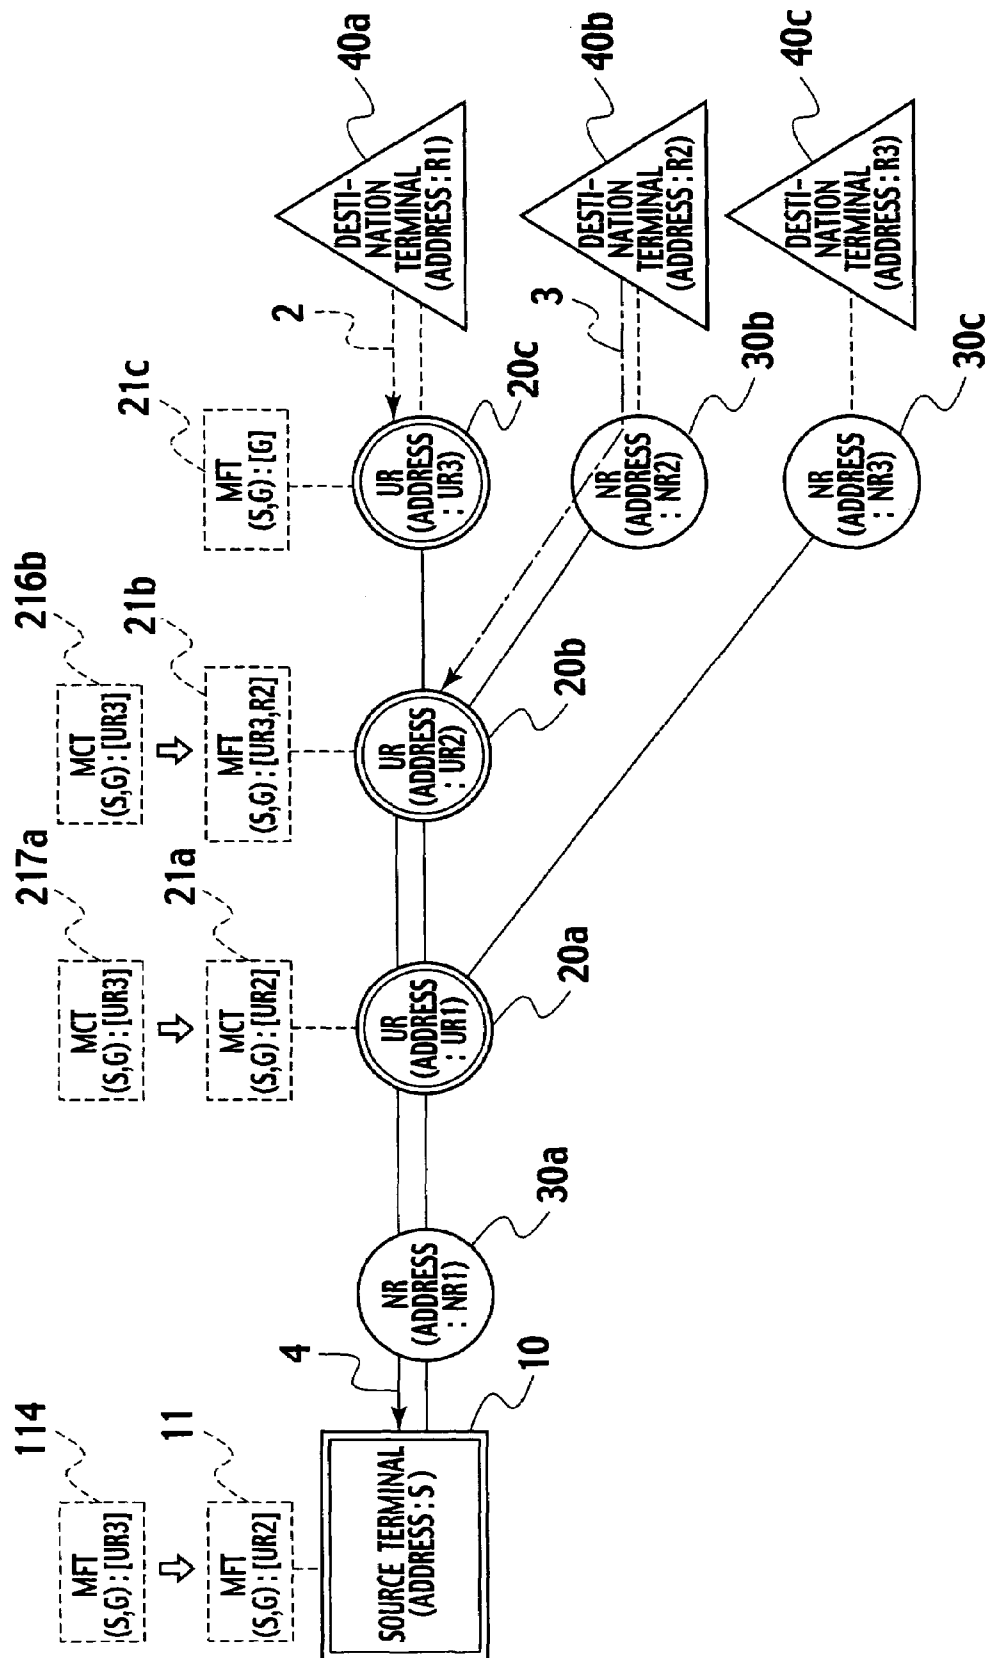 114
MFT
(S,G) : [UR3]
11
MFT
(S,G) : [UR2]
SOURCE TERMINAL
(ADDRESS : S)
10
4
NR
(ADDRESS
: NR1)
30a
217a
MCT
(S,G) : [UR3]
21a
MCT
(S,G) : [UR2]
UR
(ADDRESS
: UR1)
20a
216b
MCT
(S,G) : [UR3]
21b
MFT
(S,G) : [UR3,R2]
UR
(ADDRESS
: UR2)
20b
21c
MFT
(S,G) : [G]
UR
(ADDRESS
: UR3)
20c
2
DESTI-
NATION
TERMINAL
(ADDRESS : R1)
40a
NR
(ADDRESS
: NR2)
30b
3
DESTI-
NATION
TERMINAL
(ADDRESS : R2)
40b
NR
(ADDRESS
: NR3)
30c
DESTI-
NATION
TERMINAL
(ADDRESS : R3)
40c